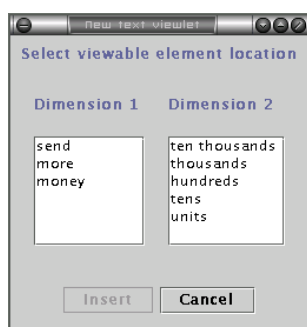 New text viewlet
Select viewable element location
Dimension 1
Dimension 2
send
more
money
ten thousands
thousands
hundreds
tens
units
Insert
Cancel